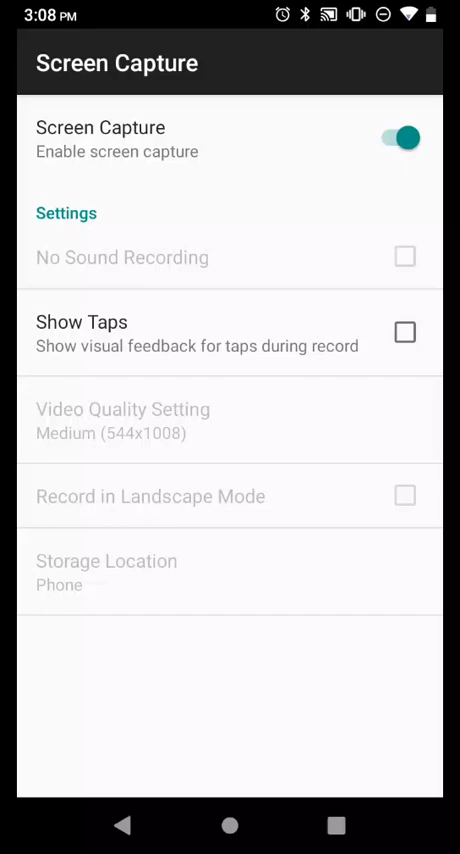 3:08 PM
Screen Capture
Screen Capture
Enable screen capture
Settings
No Sound Recording
Show Taps
Show visual feedback for taps during record
Video Quality Setting
Medium (544x1008)
Record in Landscape Mode
Storage Location
Phone